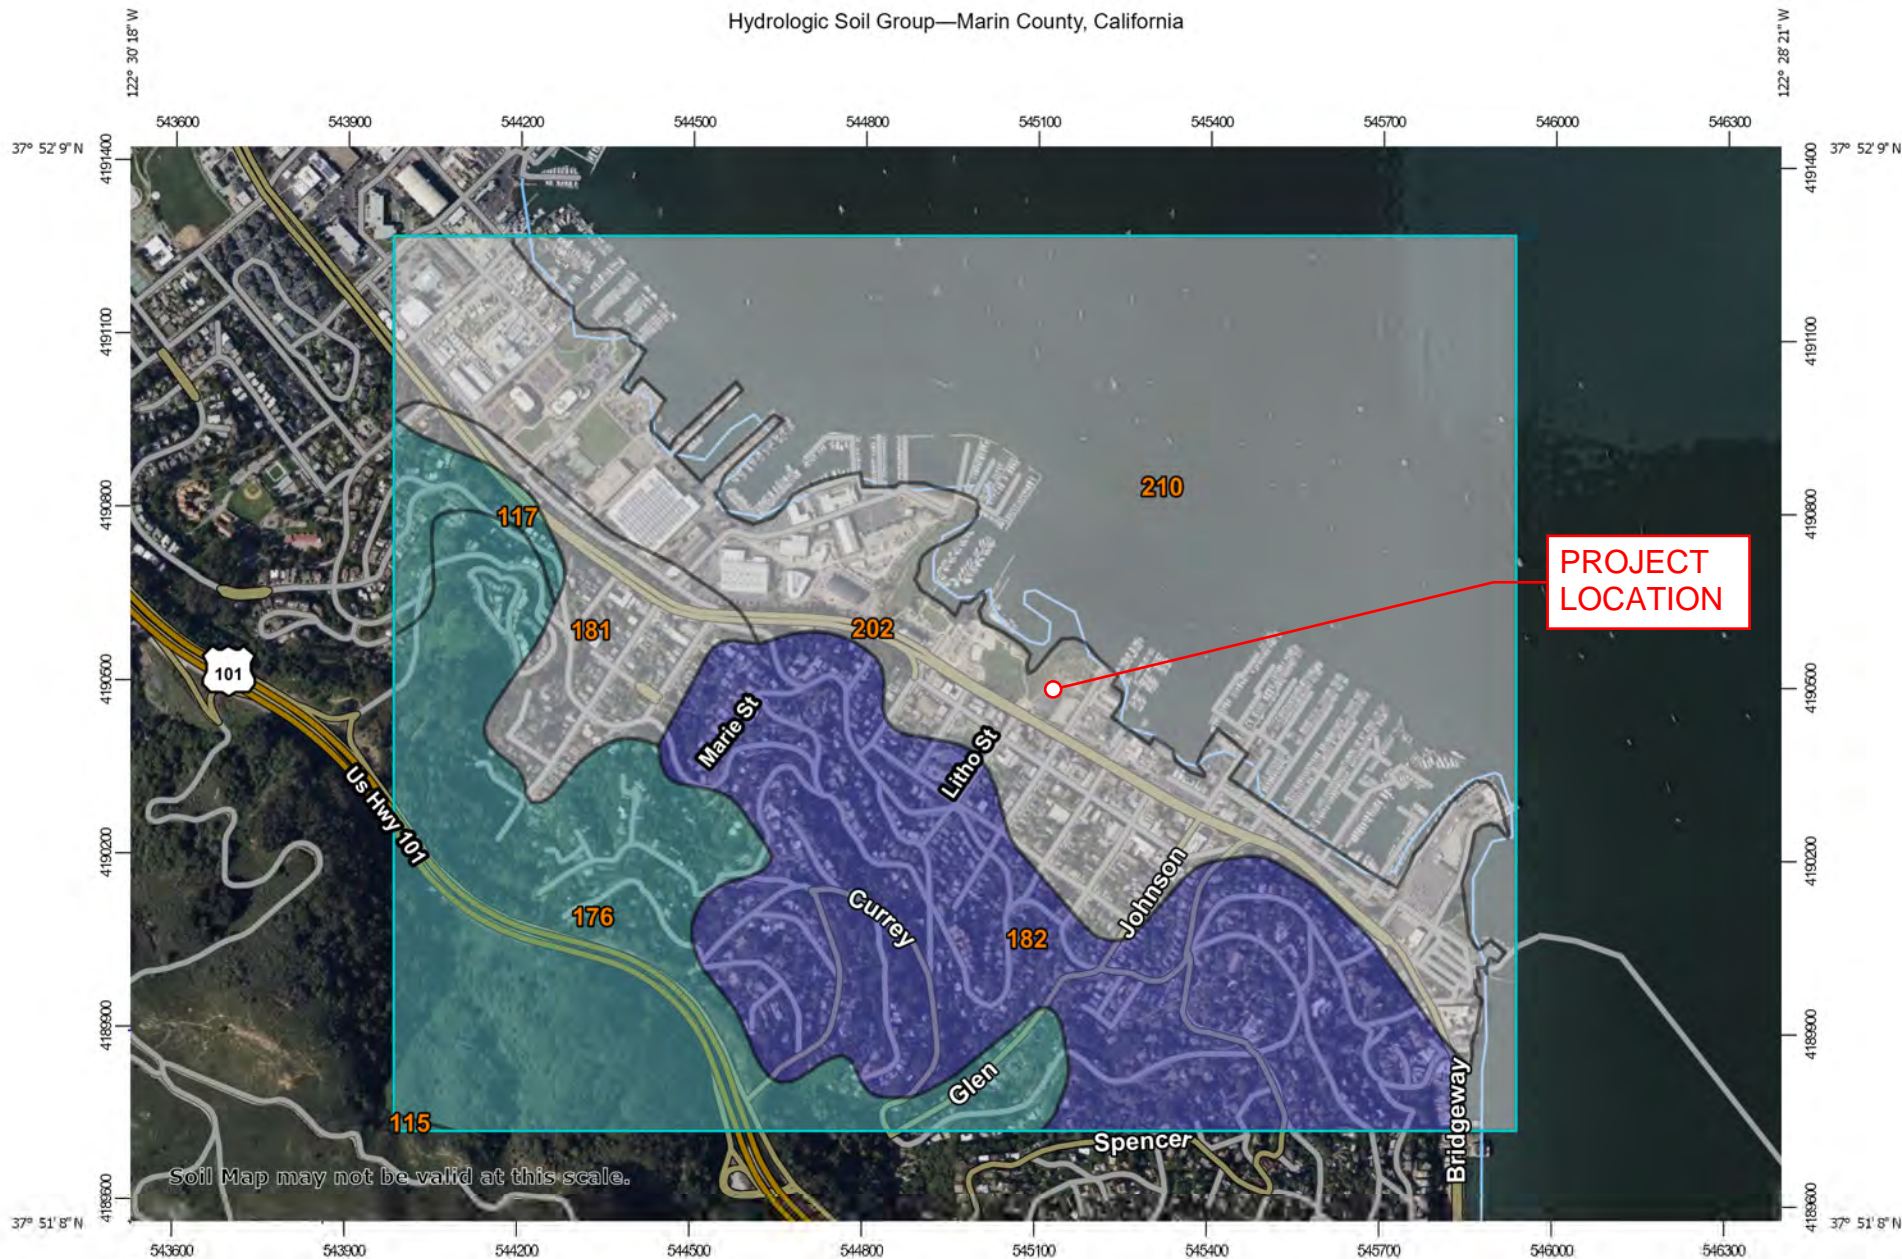 Hydrologic Soil Group—Marin County, California
122° 30' 18" W
122° 28' 21" W
543600
543900
544200
544500
544800
545100
545400
545700
546000
546300
37° 52' 9" N
37° 52' 9" N
4191400
4191400
4191100
4191100
4190800
4190800
4190500
4190500
4190200
4190200
4189900
4189900
4189600
4189600
210
117
PROJECT
LOCATION
181
202
101
Marie St
Litho St
Us Hwy 101
Johnson
Currey
176
182
Glen
115
Spencer
Bridgeway
Soil Map may not be valid at this scale.
37° 51' 8" N
37° 51' 8" N
543600
543900
544200
544500
544800
545100
545400
545700
546000
546300